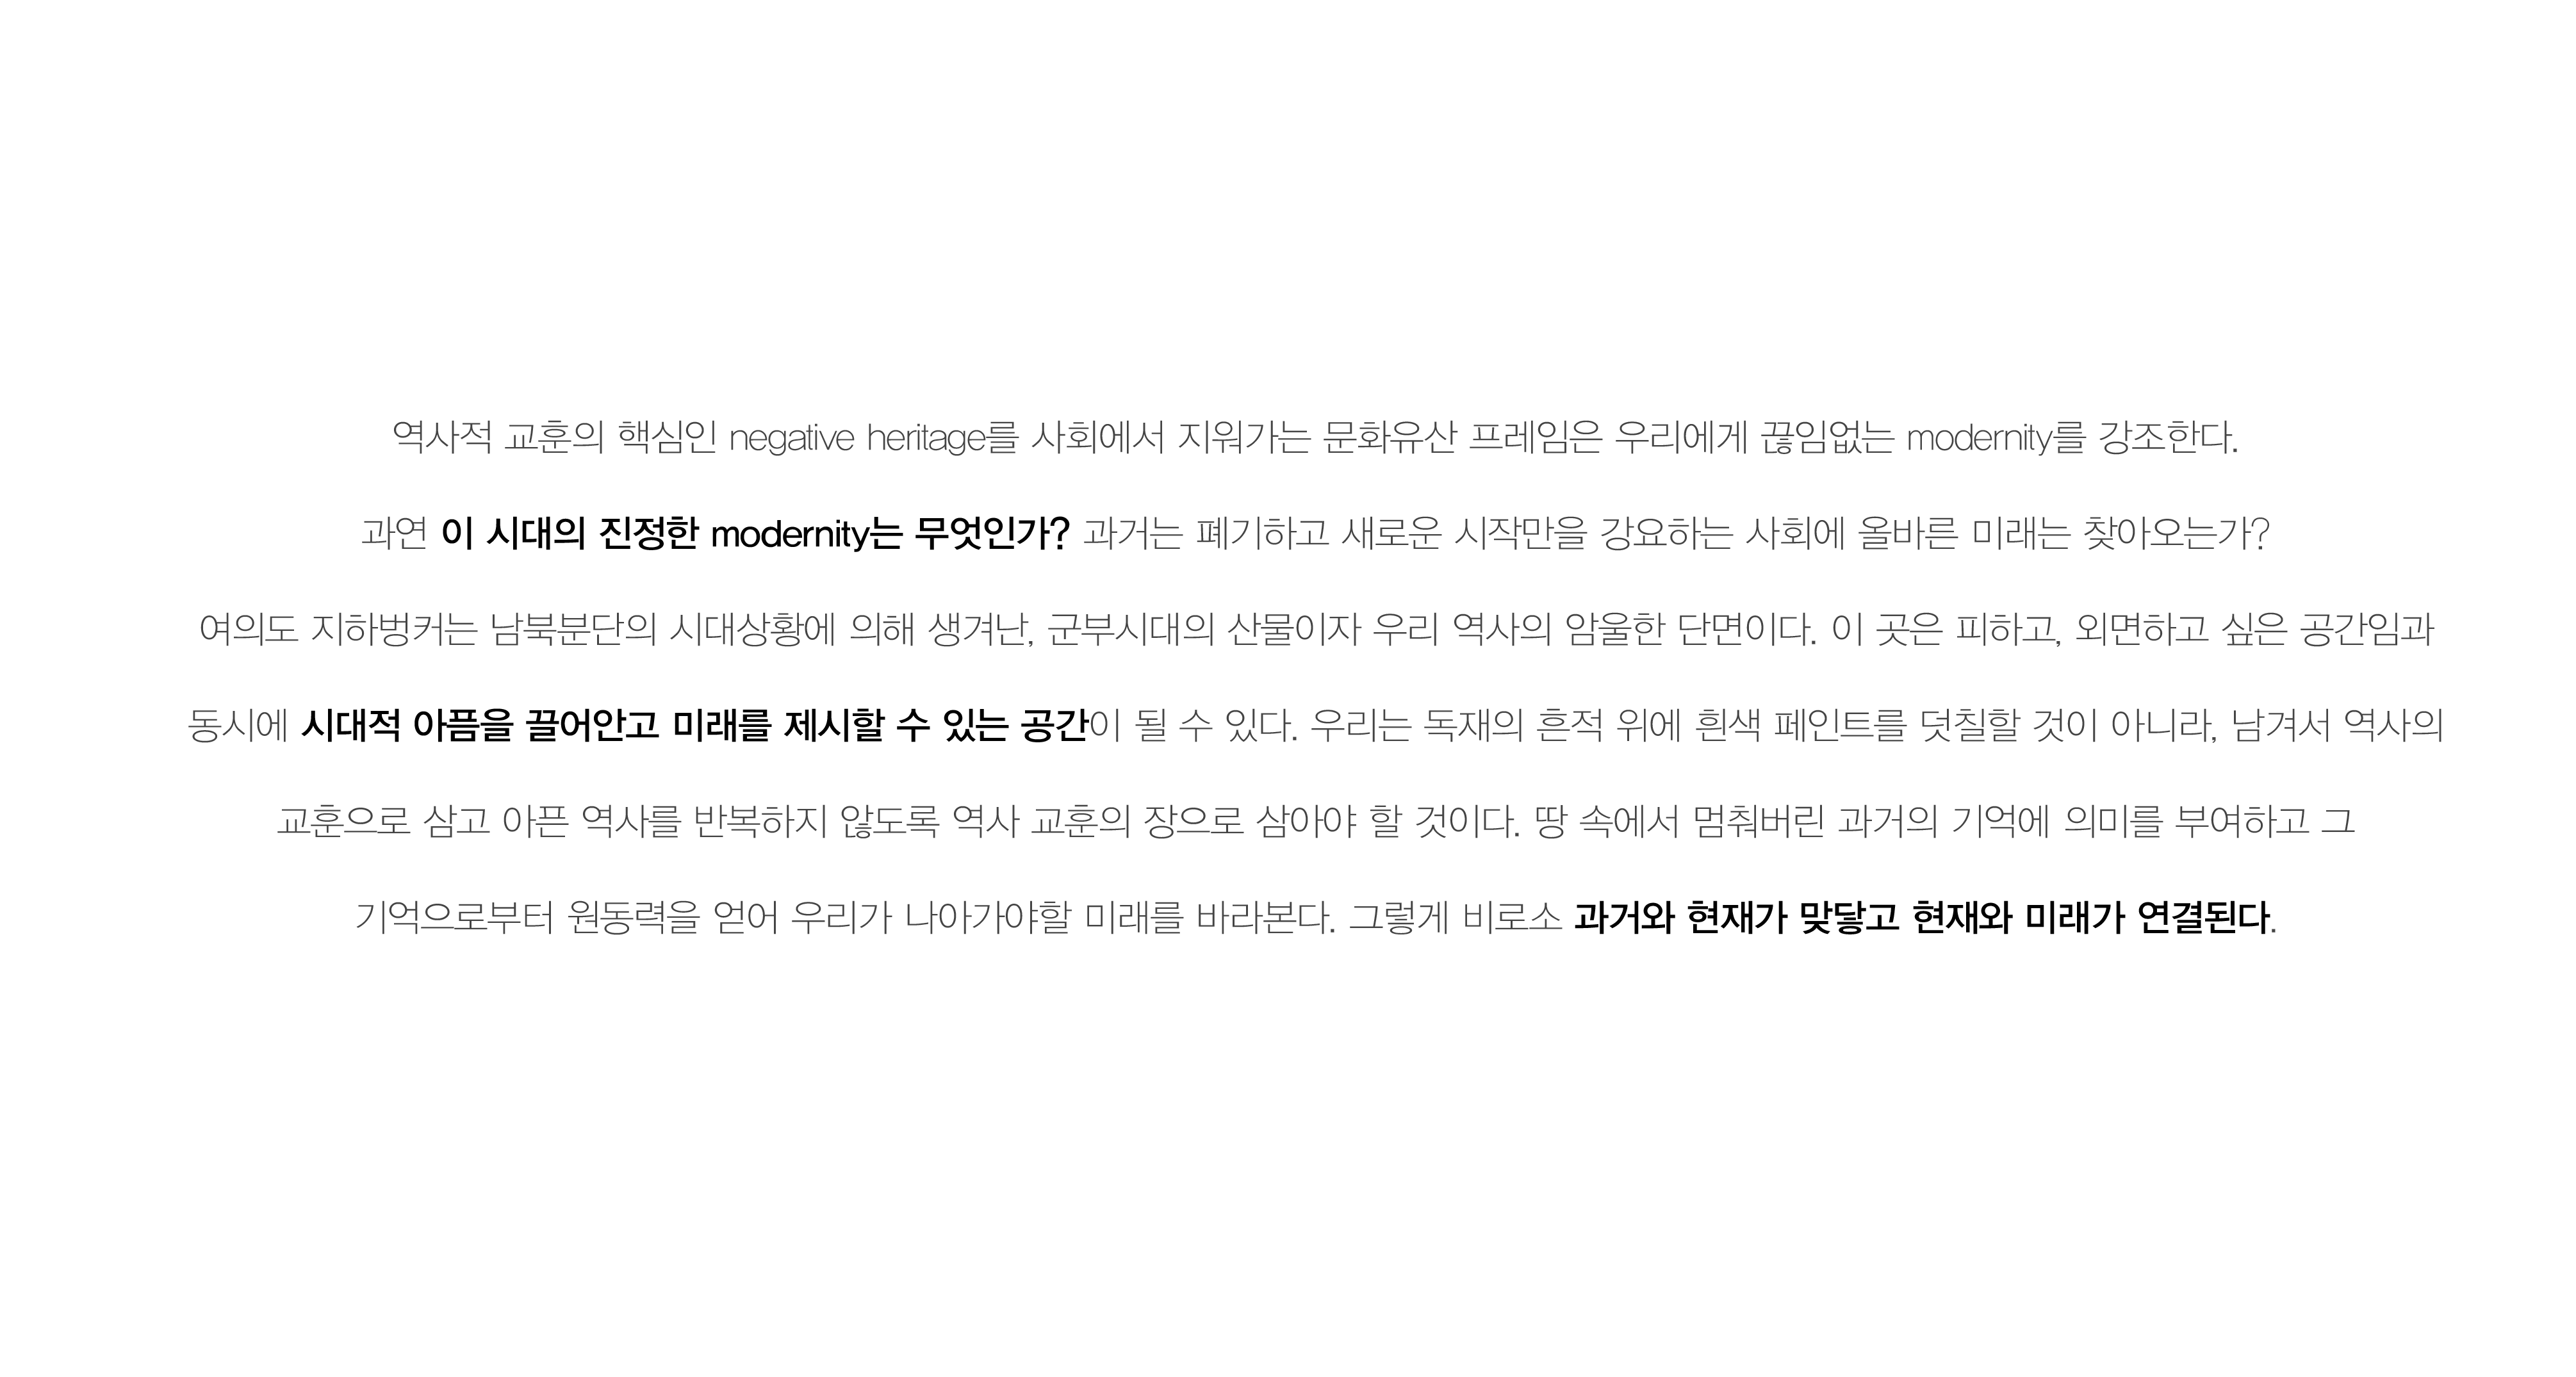 역사적 교훈의 핵심인 negative heritage를 사회에서 지워가는 문화유산 프레임은 우리에게 끊임없는 modernity를 강조한다.
과연 이 시대의 진정한 modernity는 무엇인가? 과거는 폐기하고 새로운 시작만을 강요하는 사회에 올바른 미래는 찾아오는가?
여의도 지하벙커는 남북분단의 시대상황에 의해 생겨난, 군부시대의 산물이자 우리 역사의 암울한 단면이다. 이 곳은 피하고, 외면하고 싶은 공간임과
동시에 시대적 아픔을 끌어안고 미래를 제시할 수 있는 공간이 될 수 있다. 우리는 독재의 흔적 위에 흰색 페인트를 덧칠할 것이 아니라, 남겨서 역사의
교훈으로 삼고 아픈 역사를 반복하지 않도록 역사 교훈의 장으로 삼아야 할 것이다. 땅 속에서 멈춰버린 과거의 기억에 의미를 부여하고 그
기억으로부터 원동력을 얻어 우리가 나아가야할 미래를 바라본다. 그렇게 비로소 과거와 현재가 맞닿고 현재와 미래가 연결된다.